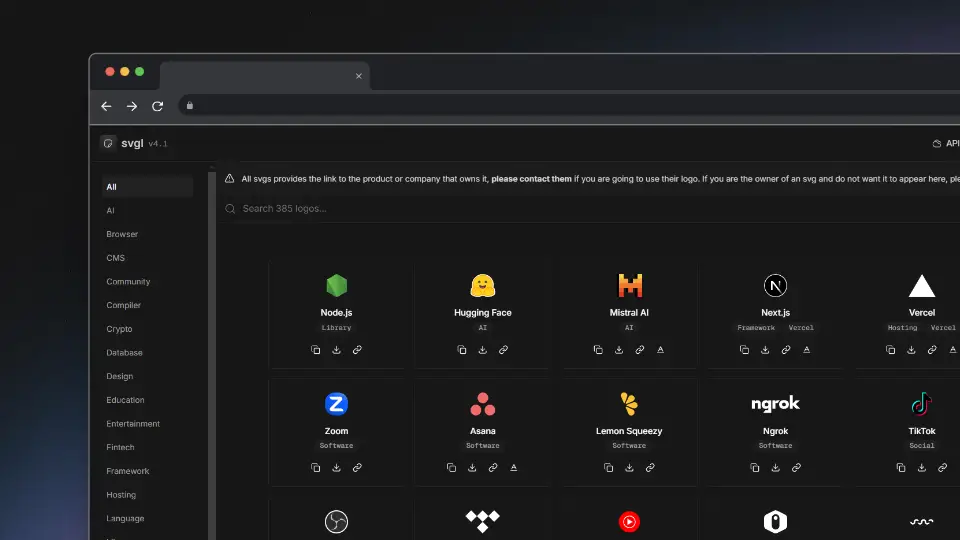 svgl v4.1
API
All svgs provides the link to the product or company that owns it, please contact them if you are going to use their logo. If you are the owner of an svg and do not want it to appear here, ple
Search 385 logos...
All
AI
Browser
CMS
Community
Compiler
Crypto
Database
Design
Education
Entertainment
Fintech
Framework
Hosting
Language
Node.js
Library
Hugging Face
AI
Mistral AI
AI
Next.js
Framework Vercel
Vercel
Hosting Vercel
Zoom
Software
Asana
Software
Lemon Squeezy
Software
ngrok
Ngrok
Software
TikTok
Social